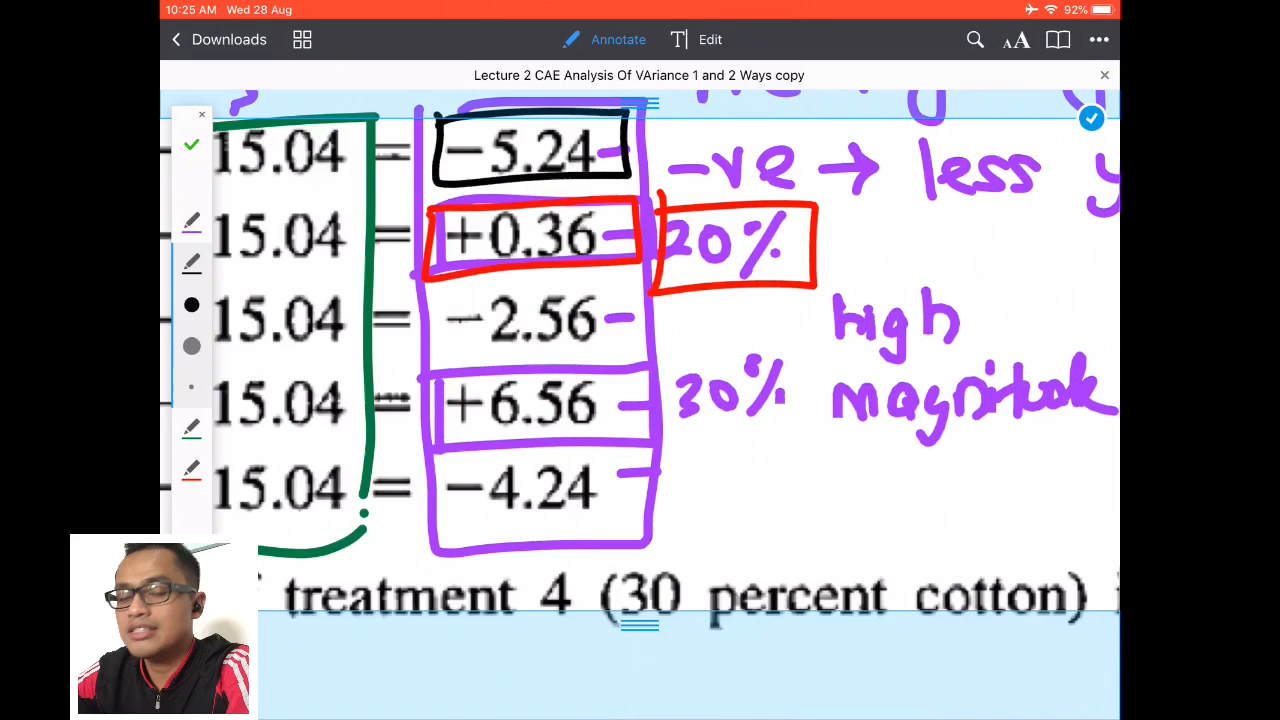 10:25 AM Wed 28 Aug 92%
Downloads Annotate Edit AA
Lecture 2 CAE Analysis Of VAriance 1 and 2 Ways copy
15.04 = −5.24 -ve → less
15.04 = +0.36 20%
15.04 = −2.56 high
15.04 = +6.56 30% magnitude
15.04 = −4.24
treatment 4 (30 percent cotton)